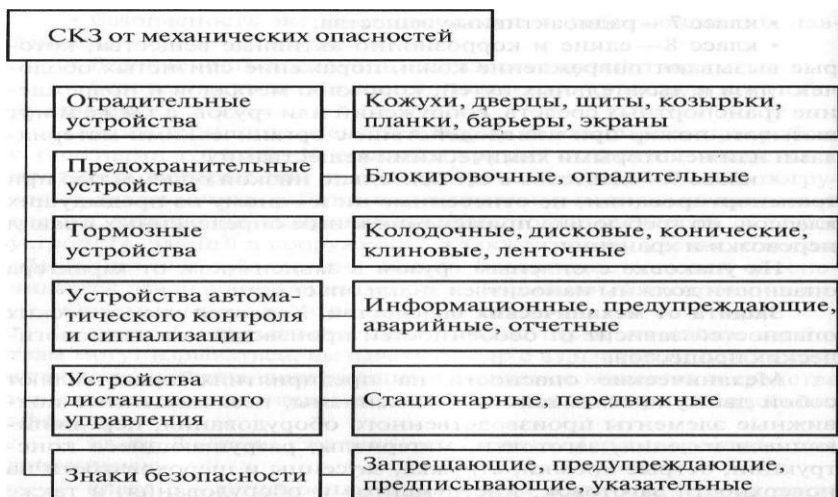 СКЗ от механических опасностей
Оградительные
устройства
Кожухи, дверцы, щиты, козырьки,
планки, барьеры, экраны
Предохранительные
устройства
Блокировочные, оградительные
Тормозные
устройства
Колодочные, дисковые, конические,
клиновые, ленточные
Устройства автома-
тического контроля
и сигнализации
Информационные, предупреждающие,
аварийные, отчетные
Устройства
дистанционного
управления
Стационарные, передвижные
Знаки безопасности
Запрещающие, предупреждающие,
предписывающие, указательные